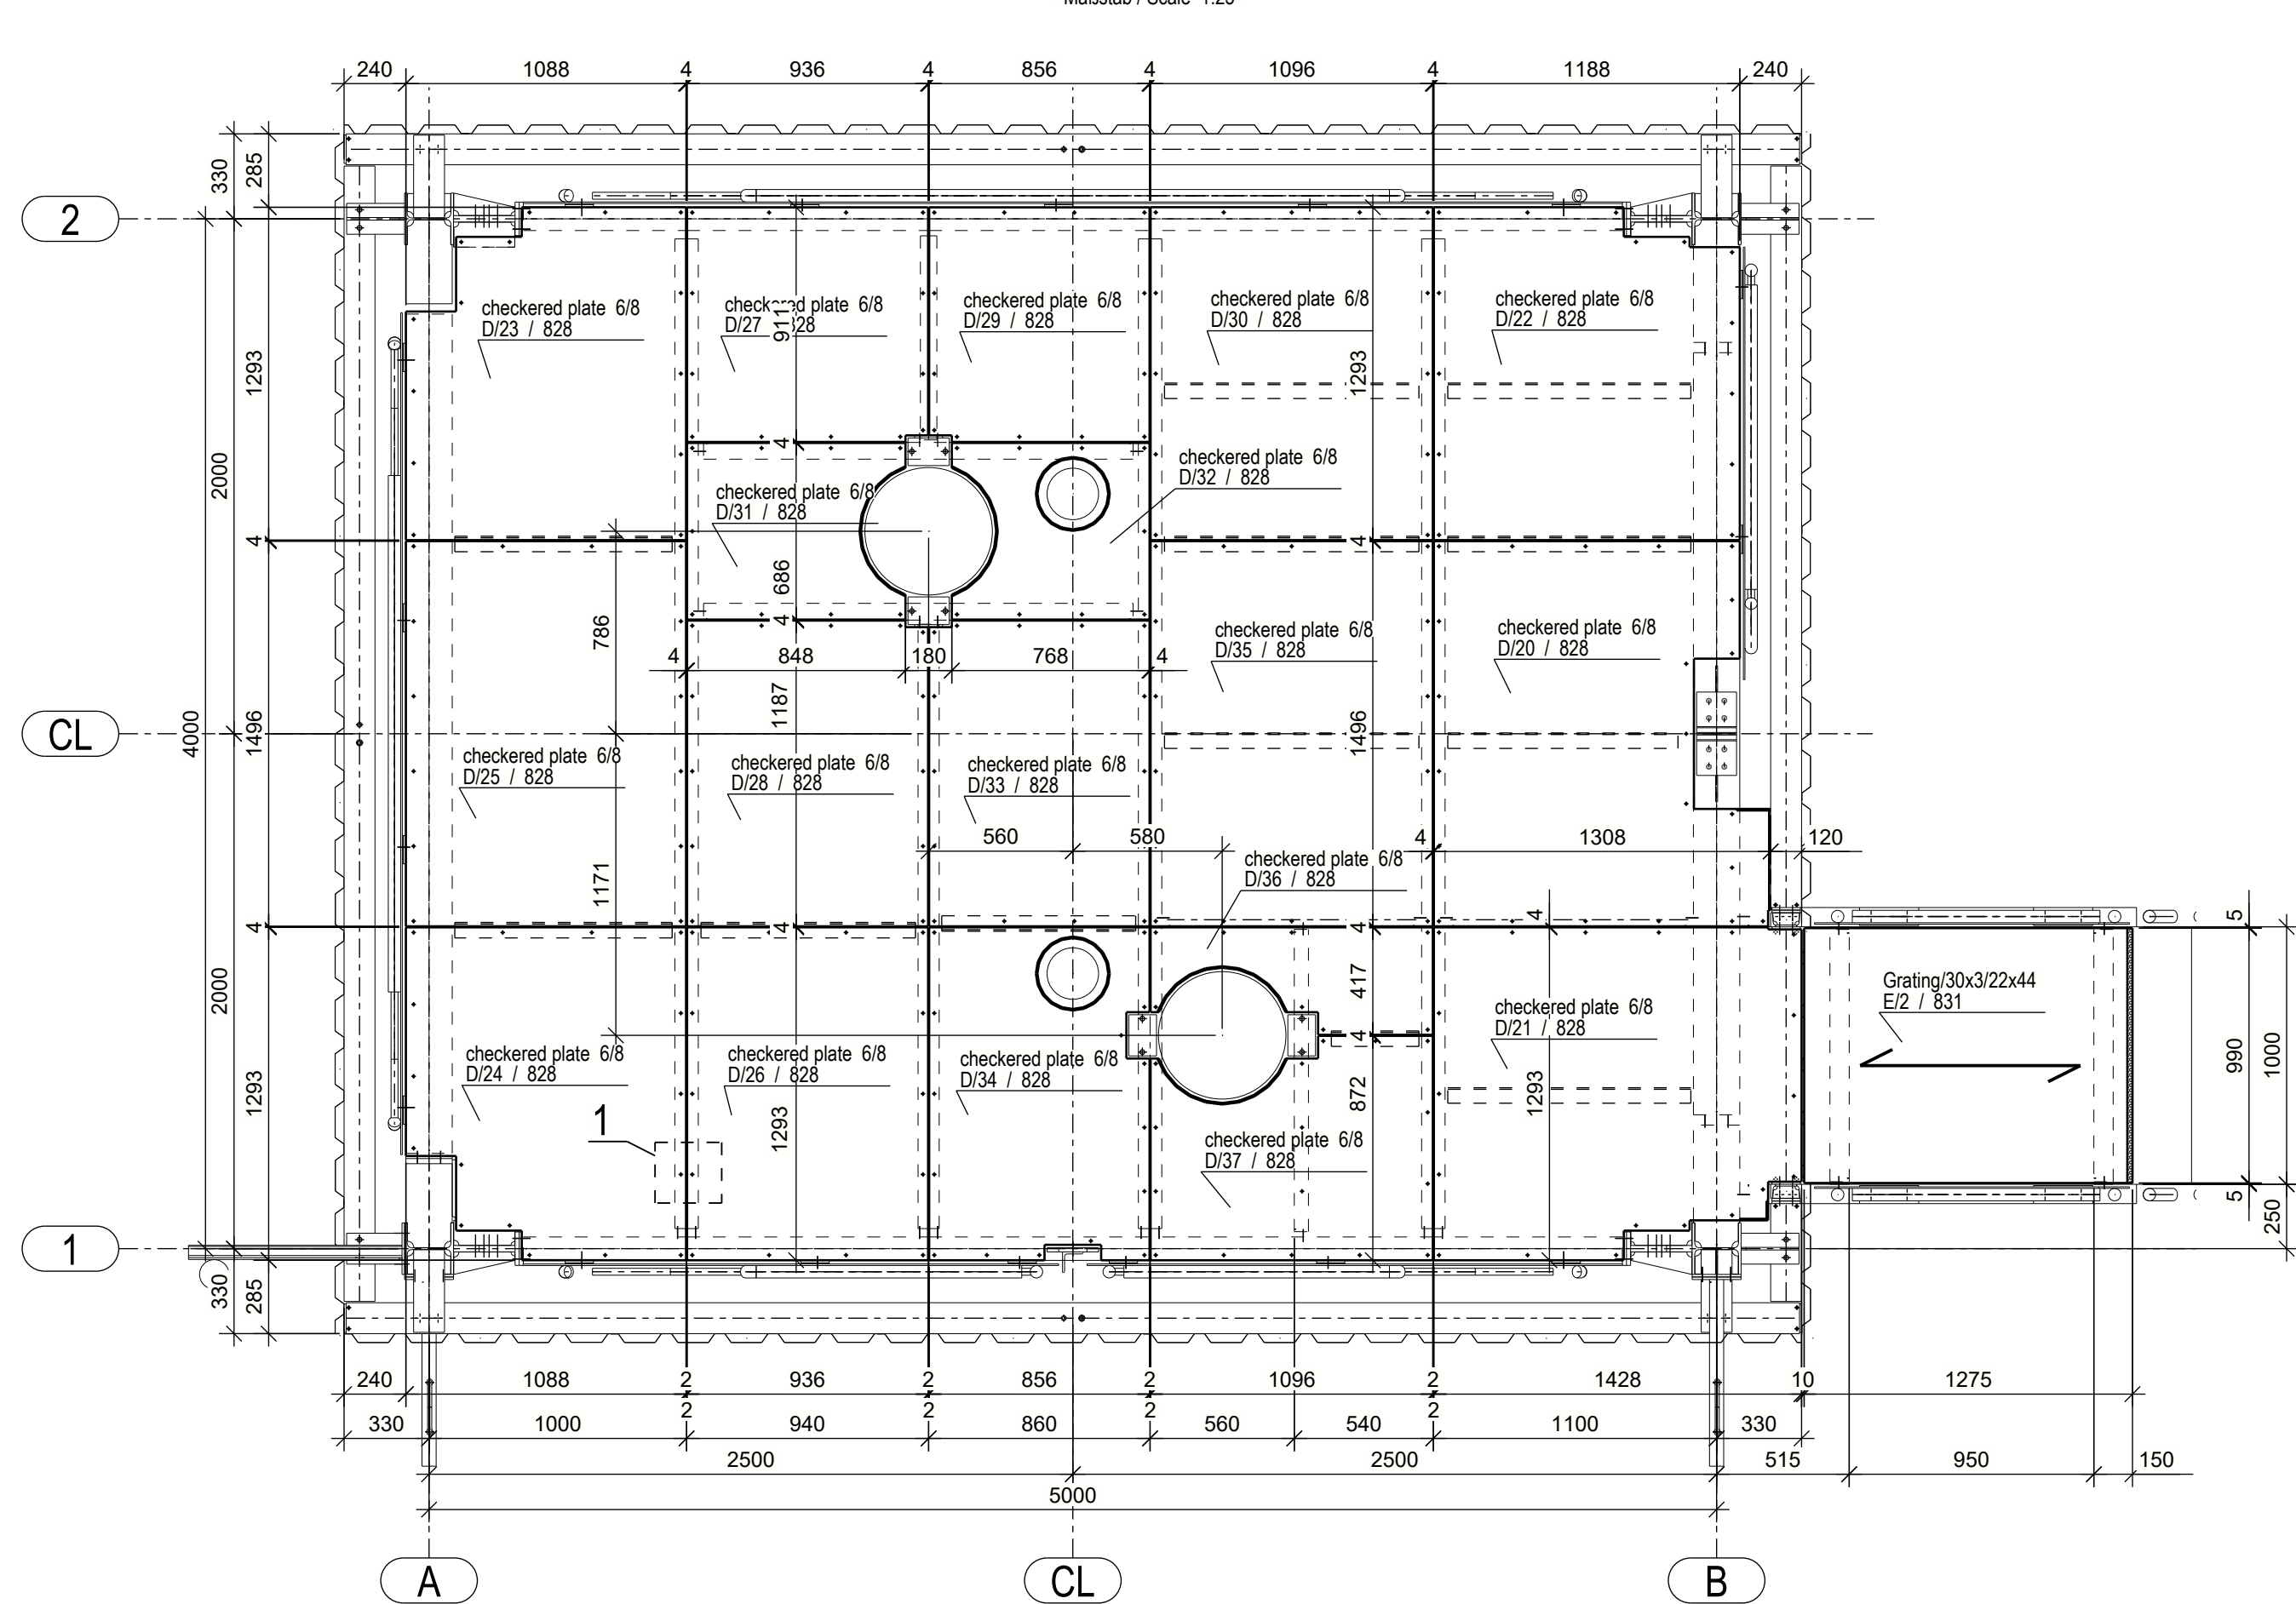 Maßstab / Scale 1:25
240 1088 4 936 4 856 4 1096 4 1188 240
330
285
2
checkered plate 6/8
D/23 / 828
checkered plate 6/8
D/27 / 828
checkered plate 6/8
D/29 / 828
checkered plate 6/8
D/30 / 828
checkered plate 6/8
D/22 / 828
911
1293
1293
4
2000
checkered plate 6/8
D/32 / 828
checkered plate 6/8
D/31 / 828
4
4
686
4
786
checkered plate 6/8
D/35 / 828
checkered plate 6/8
D/20 / 828
4 848 180 768 4
1187
CL
4000
1496
1496
checkered plate 6/8
D/25 / 828
checkered plate 6/8
D/28 / 828
checkered plate 6/8
D/33 / 828
560 580 4 1308 120
1171
checkered plate 6/8
D/36 / 828
4
4
4
4
5
2000
417
Grating/30x3/22x44
E/2 / 831
checkered plate 6/8
D/21 / 828
4
checkered plate 6/8
D/24 / 828
checkered plate 6/8
D/26 / 828
checkered plate 6/8
D/34 / 828
990
1000
1293
1293
872
1293
1
checkered plate 6/8
D/37 / 828
5
250
1
330
285
240 1088 2 936 2 856 2 1096 2 1428 10 1275
330 1000 2 940 2 860 2 560 540 2 1100 330
2500 2500 515 950 150
5000
A CL B